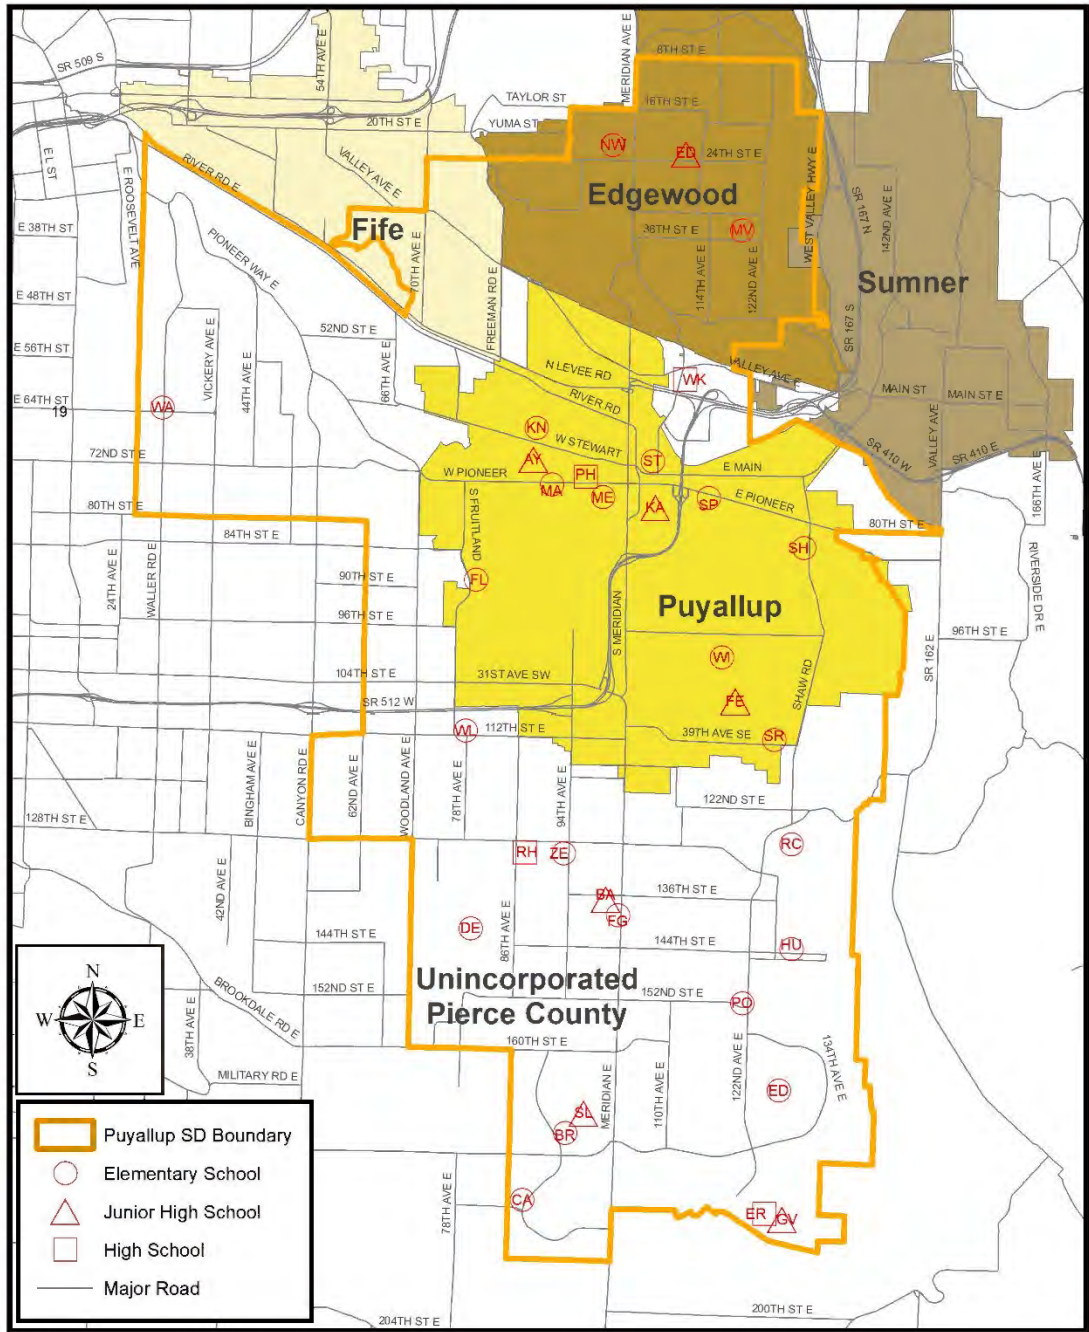 8TH ST E
MERIDIAN AVE E
54TH AVE E
SR 509 S
TAYLOR ST
16TH ST E
YUMA ST
20TH ST E
NW
ED
24TH ST E
EL ST
RIVER RD E
VALLEY AVE E
E ROOSEVELT AVE
Edgewood
WEST VALLEY HWY E
SR 167 N
142ND AVE E
E 38TH ST
Fife
36TH ST E
MV
PIONEER WAY E
70TH AVE E
114TH AVE E
122ND AVE E
Sumner
E 48TH ST
FREEMAN RD E
52ND ST E
SR 167 S
E 56TH ST
VICKERY AVE E
44TH AVE E
66TH AVE E
N LEVEE RD
WK
VALLEY AVE E
MAIN ST
MAIN ST E
E 64TH ST
19
WA
RIVER RD
KN
W STEWART
VALLEY AVE
SR 410 W
SR 410 E
72ND ST E
AY
ST
E MAIN
W PIONEER
PH
MA
ME
SP
E PIONEER
KA
166TH AVE E
80TH ST E
S FRUITLAND
80TH ST E
84TH ST E
SH
24TH AVE E
WALLER RD E
90TH ST E
FL
RIVERSIDE DR E
96TH ST E
Puyallup
S MERIDIAN
96TH ST E
SR 162 E
WI
104TH ST E
31ST AVE SW
SHAW RD
SR 512 W
FE
WL
112TH ST E
39TH AVE SE
SR
BINGHAM AVE E
CANYON RD E
62ND AVE E
WOODLAND AVE E
78TH AVE E
94TH AVE E
122ND ST E
128TH ST E
RC
RH
ZE
42ND AVE E
BA
136TH ST E
FG
DE
86TH AVE E
144TH ST E
144TH ST E
HU
Unincorporated
Pierce County
BROOKDALE RD E
152ND ST E
152ND ST E
PO
N
W
E
S
38TH AVE E
160TH ST E
MILITARY RD E
MERIDIAN E
110TH AVE E
122ND AVE E
134TH AVE E
ED
SL
BR
Puyallup SD Boundary
Elementary School
Junior High School
High School
Major Road
78TH AVE E
CA
ER
GV
204TH ST E
200TH ST E